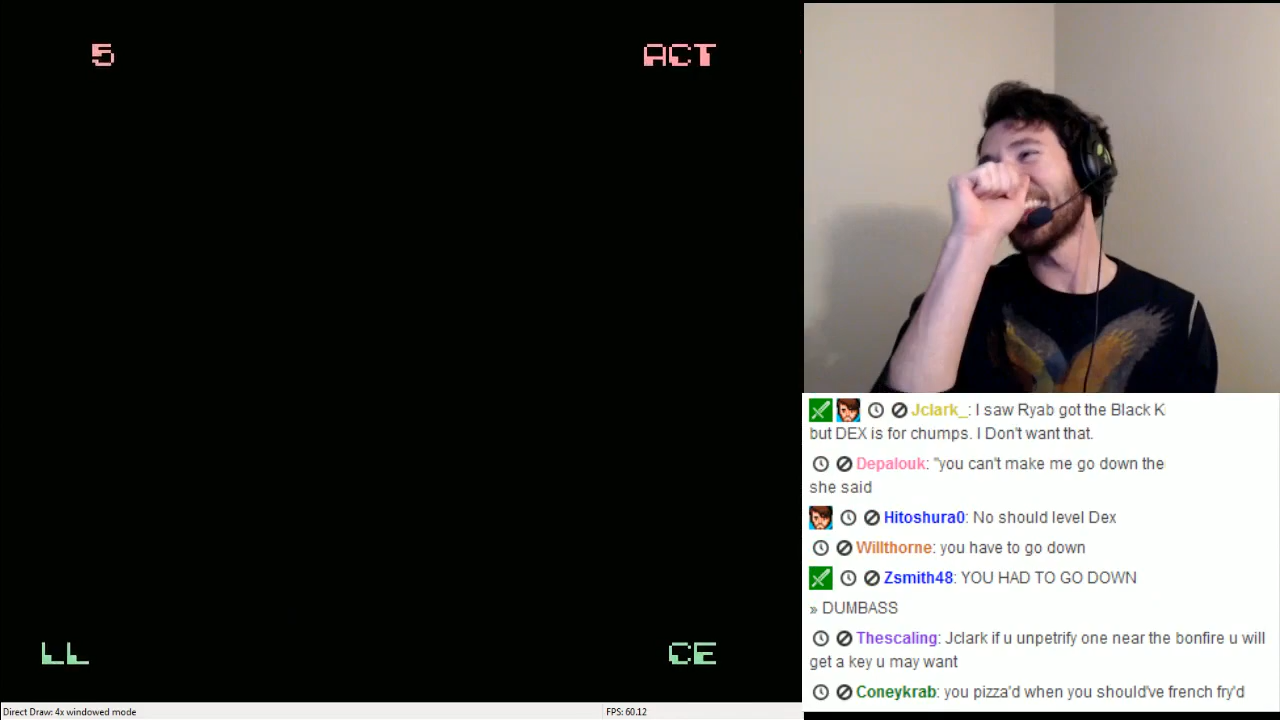 5 ACT
LL CE
Direct Draw: 4x windowed mode FPS: 60.12
Jclark_: I saw Ryab got the Black K
but DEX is for chumps. I Don't want that.
Depalouk: "you can't make me go down the
she said
Hitoshura0: No should level Dex
Willthorne: you have to go down
Zsmith48: YOU HAD TO GO DOWN
» DUMBASS
Thescaling: Jclark if u unpetrify one near the bonfire u will
get a key u may want
Coneykrab: you pizza'd when you should've french fry'd